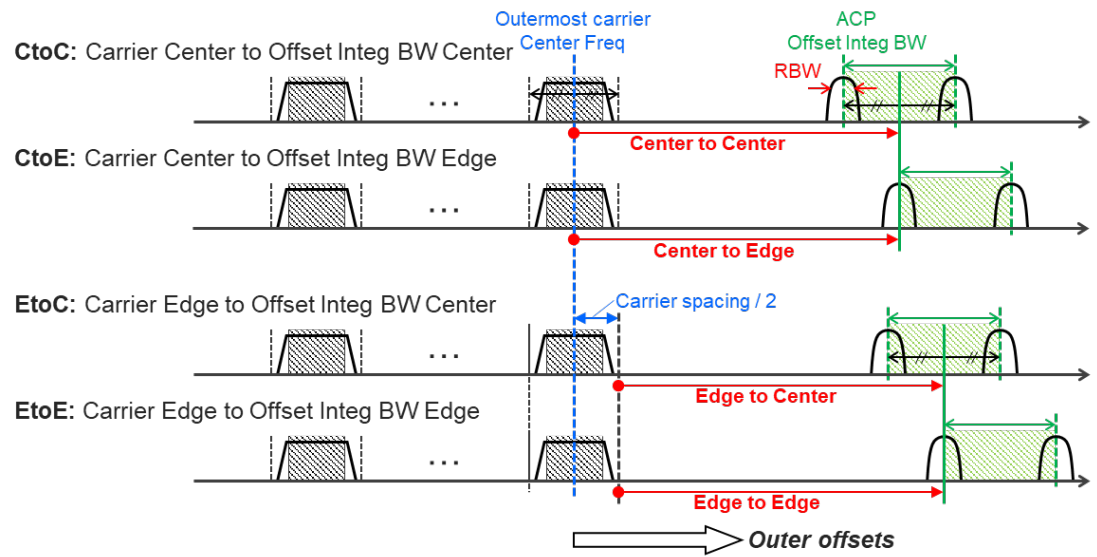 Outermost carrier
Center Freq
ACP
Offset Integ BW
CtoC: Carrier Center to Offset Integ BW Center
RBW
...
Center to Center
CtoE: Carrier Center to Offset Integ BW Edge
...
Center to Edge
EtoC: Carrier Edge to Offset Integ BW Center
Carrier spacing / 2
...
Edge to Center
EtoE: Carrier Edge to Offset Integ BW Edge
...
Edge to Edge
Outer offsets